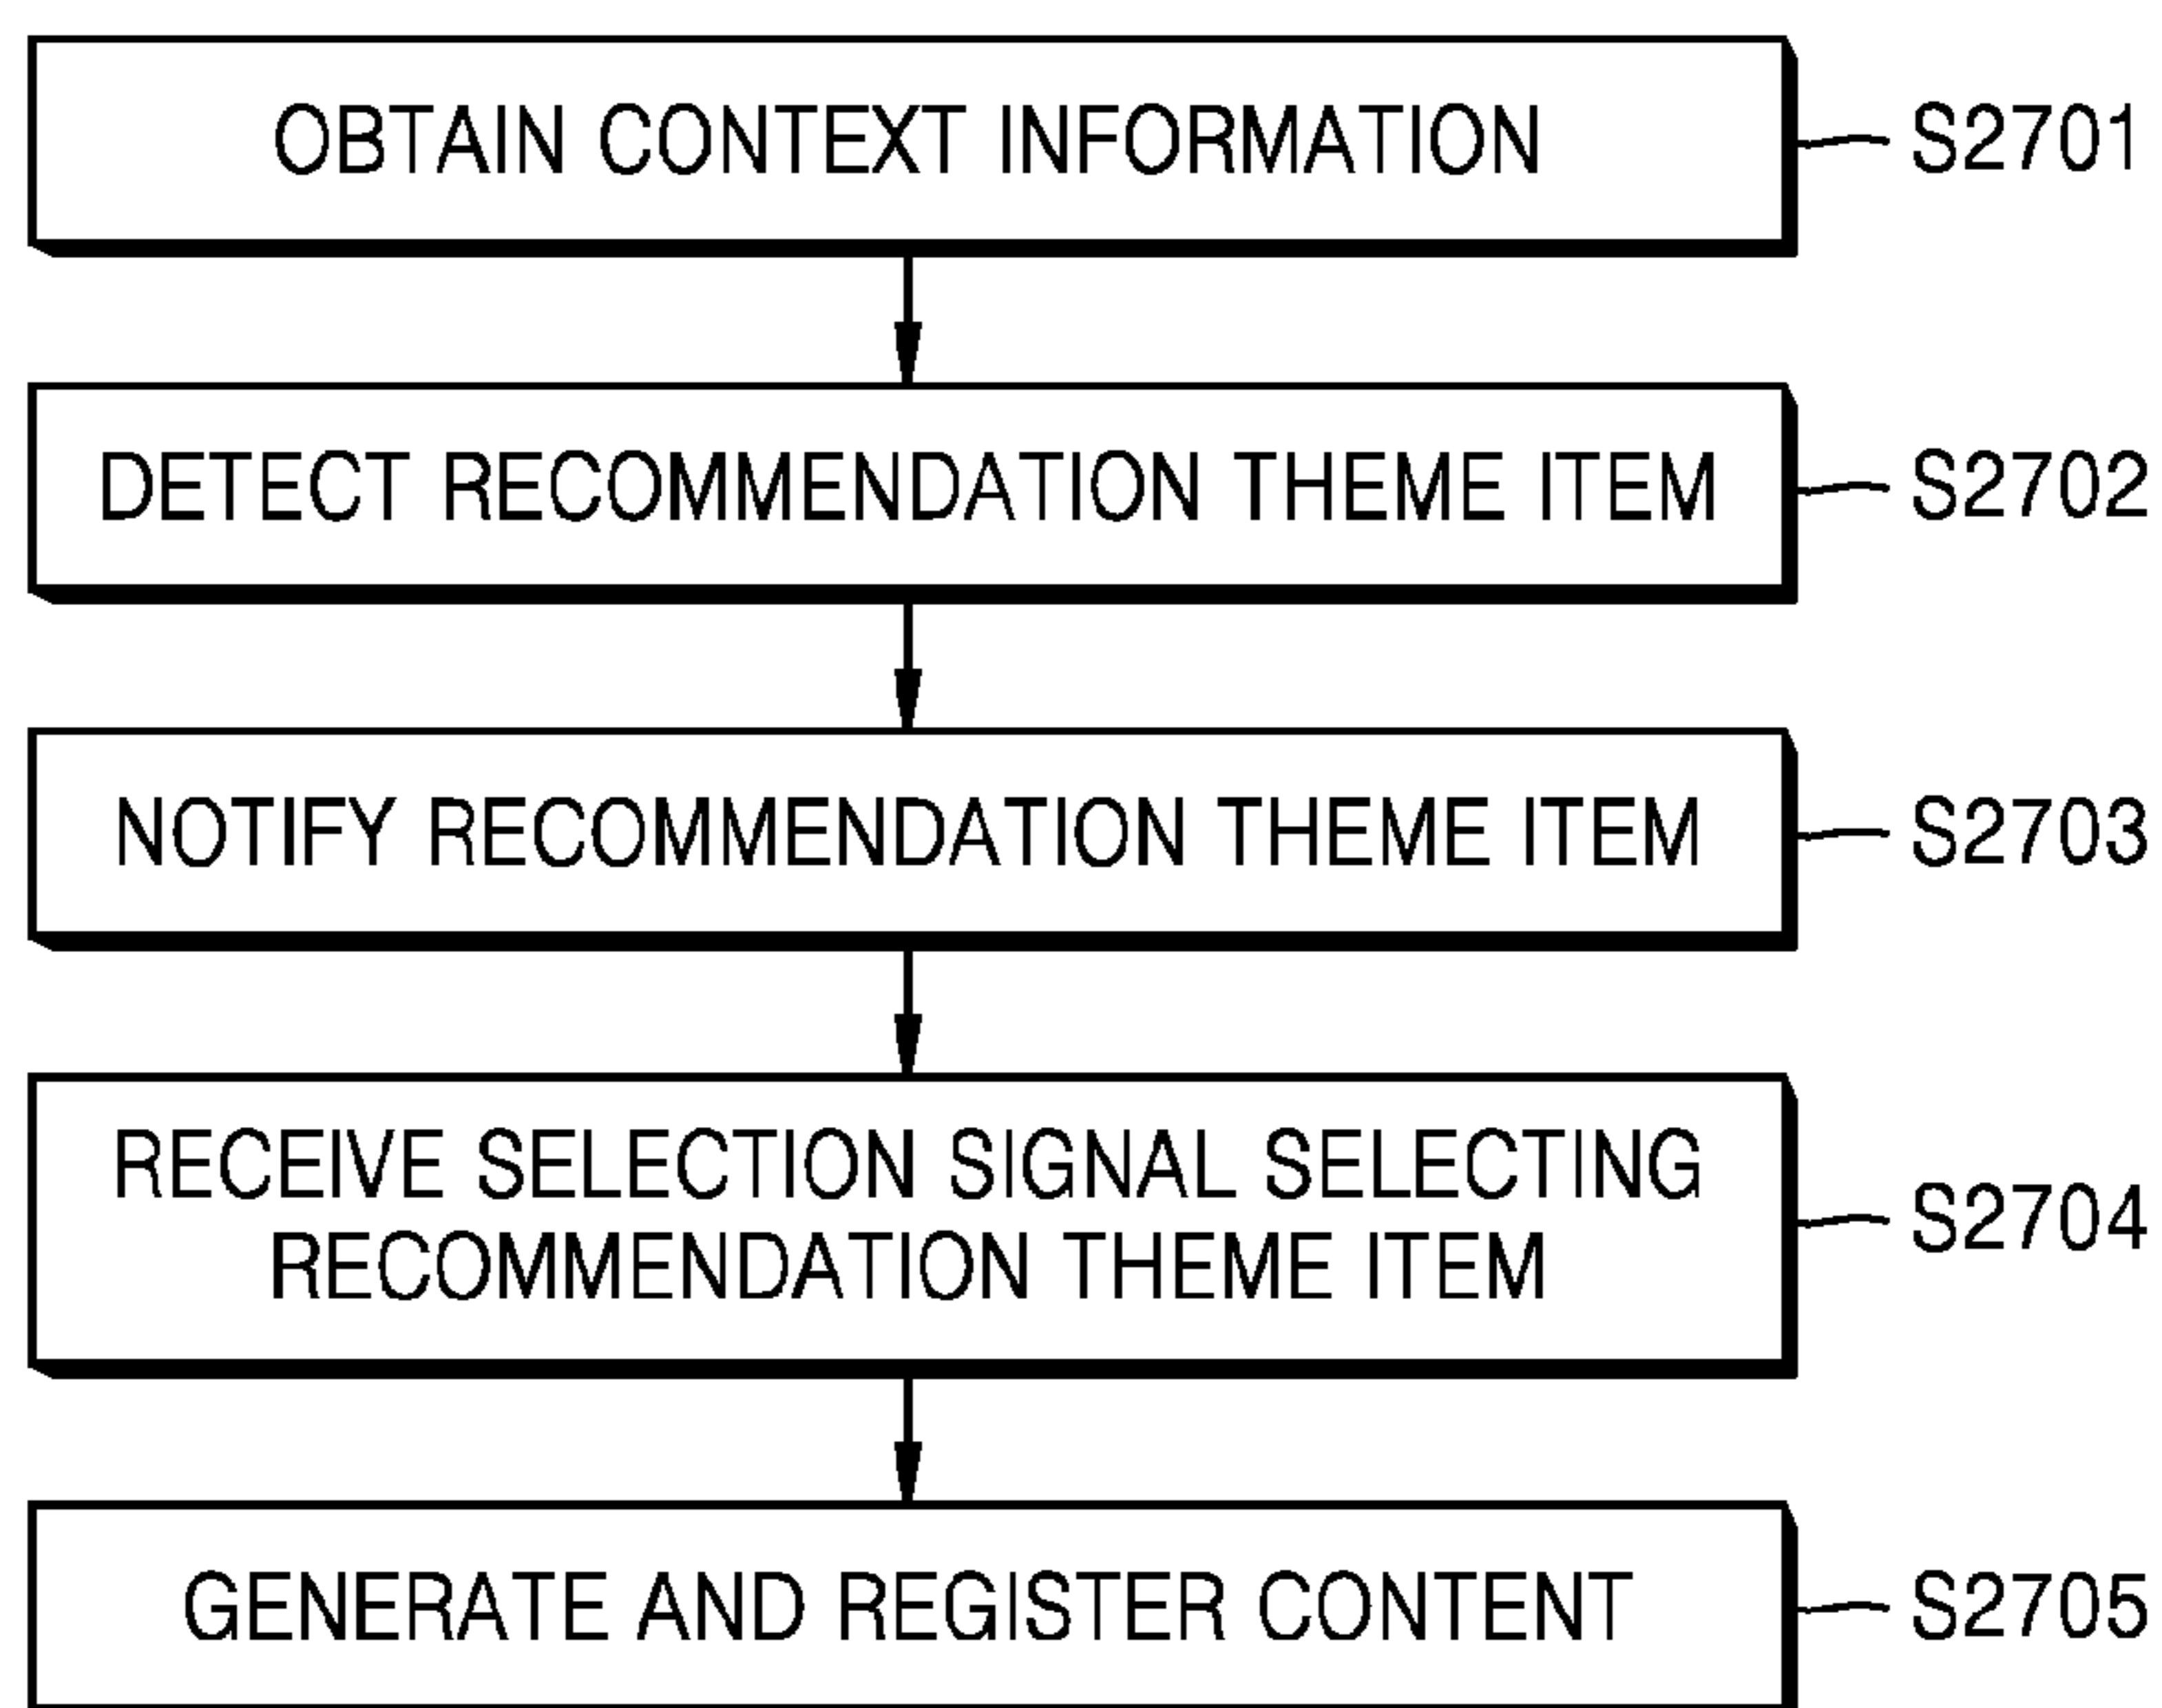 OBTAIN CONTEXT INFORMATION
S2701
DETECT RECOMMENDATION THEME ITEM
S2702
NOTIFY RECOMMENDATION THEME ITEM
S2703
RECEIVE SELECTION SIGNAL SELECTING
RECOMMENDATION THEME ITEM
S2704
GENERATE AND REGISTER CONTENT
S2705